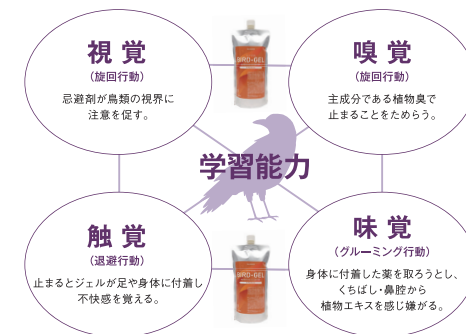 視覚
(旋回行動)
忌避剤が鳥類の視界に
注意を促す。
BIRD-GEL
嗅覚
(旋回行動)
主成分である植物臭で
止まることをためらう。
学習能力
触覚
(退避行動)
止まるとジェルが足や身体に付着し
不快感を覚える。
BIRD-GEL
味覚
(グルーミング行動)
身体に付着した薬を取ろうとし、
くちばし・鼻腔から
植物エキスを感じ嫌がる。